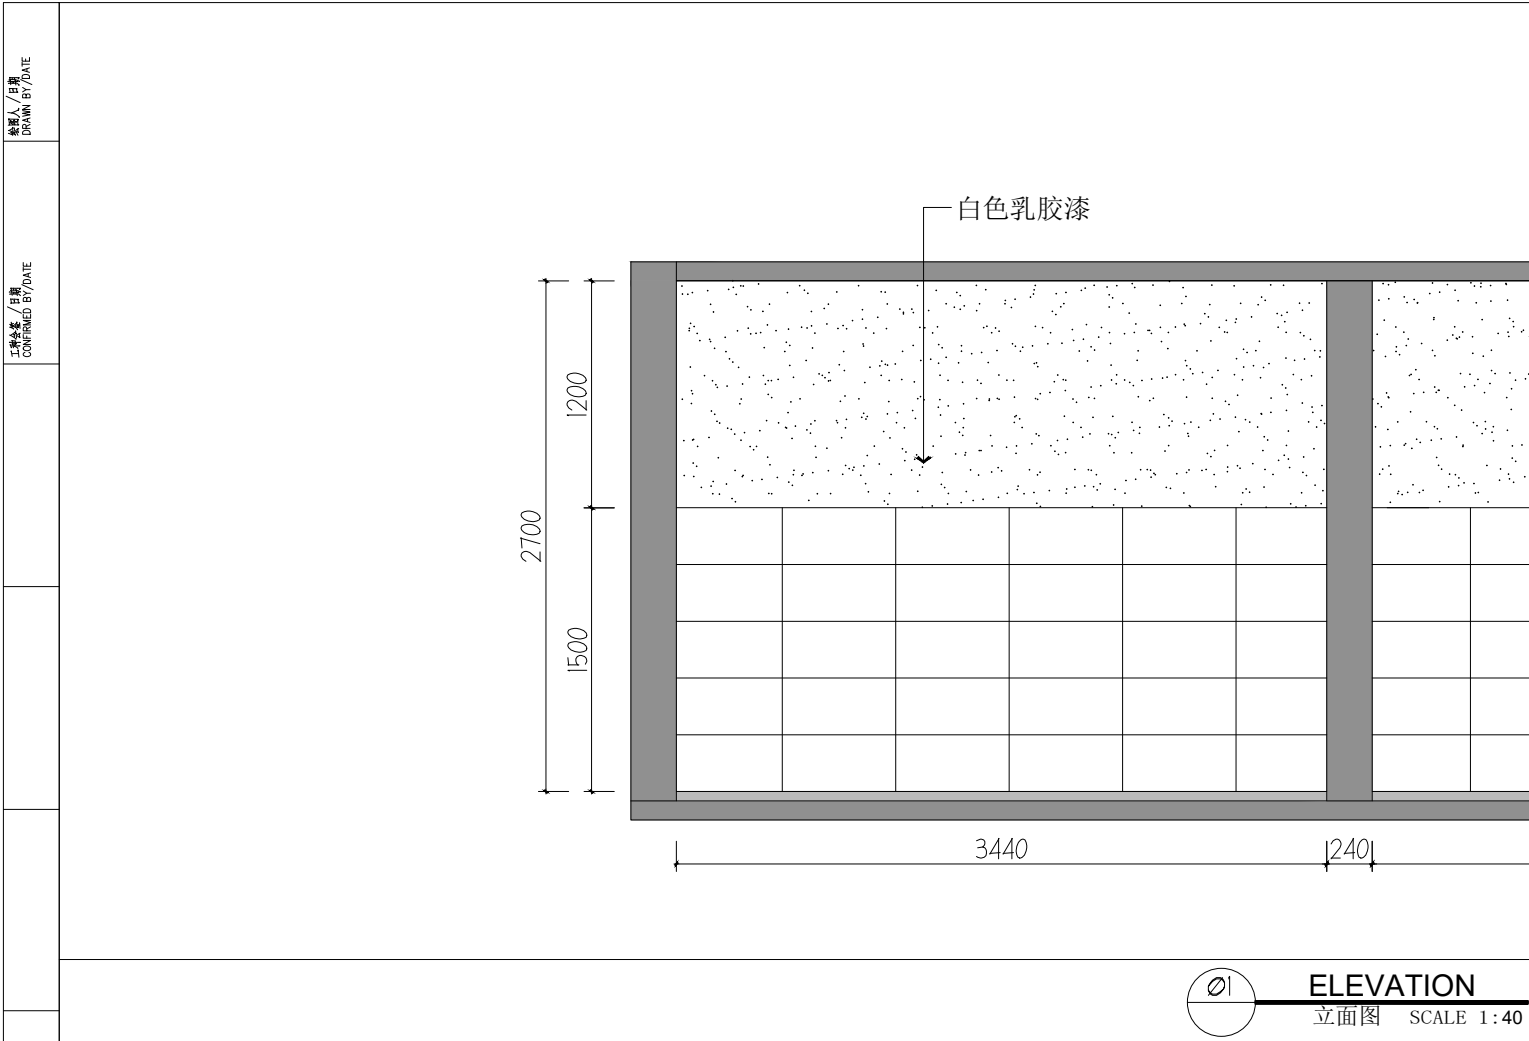 绘图人 / 日期
DRAWN BY/DATE
工种会签 / 日期
CONFIRMED BY/DATE
白色乳胶漆
1200
2700
1500
3440
240
01
ELEVATION
立面图 SCALE 1:40